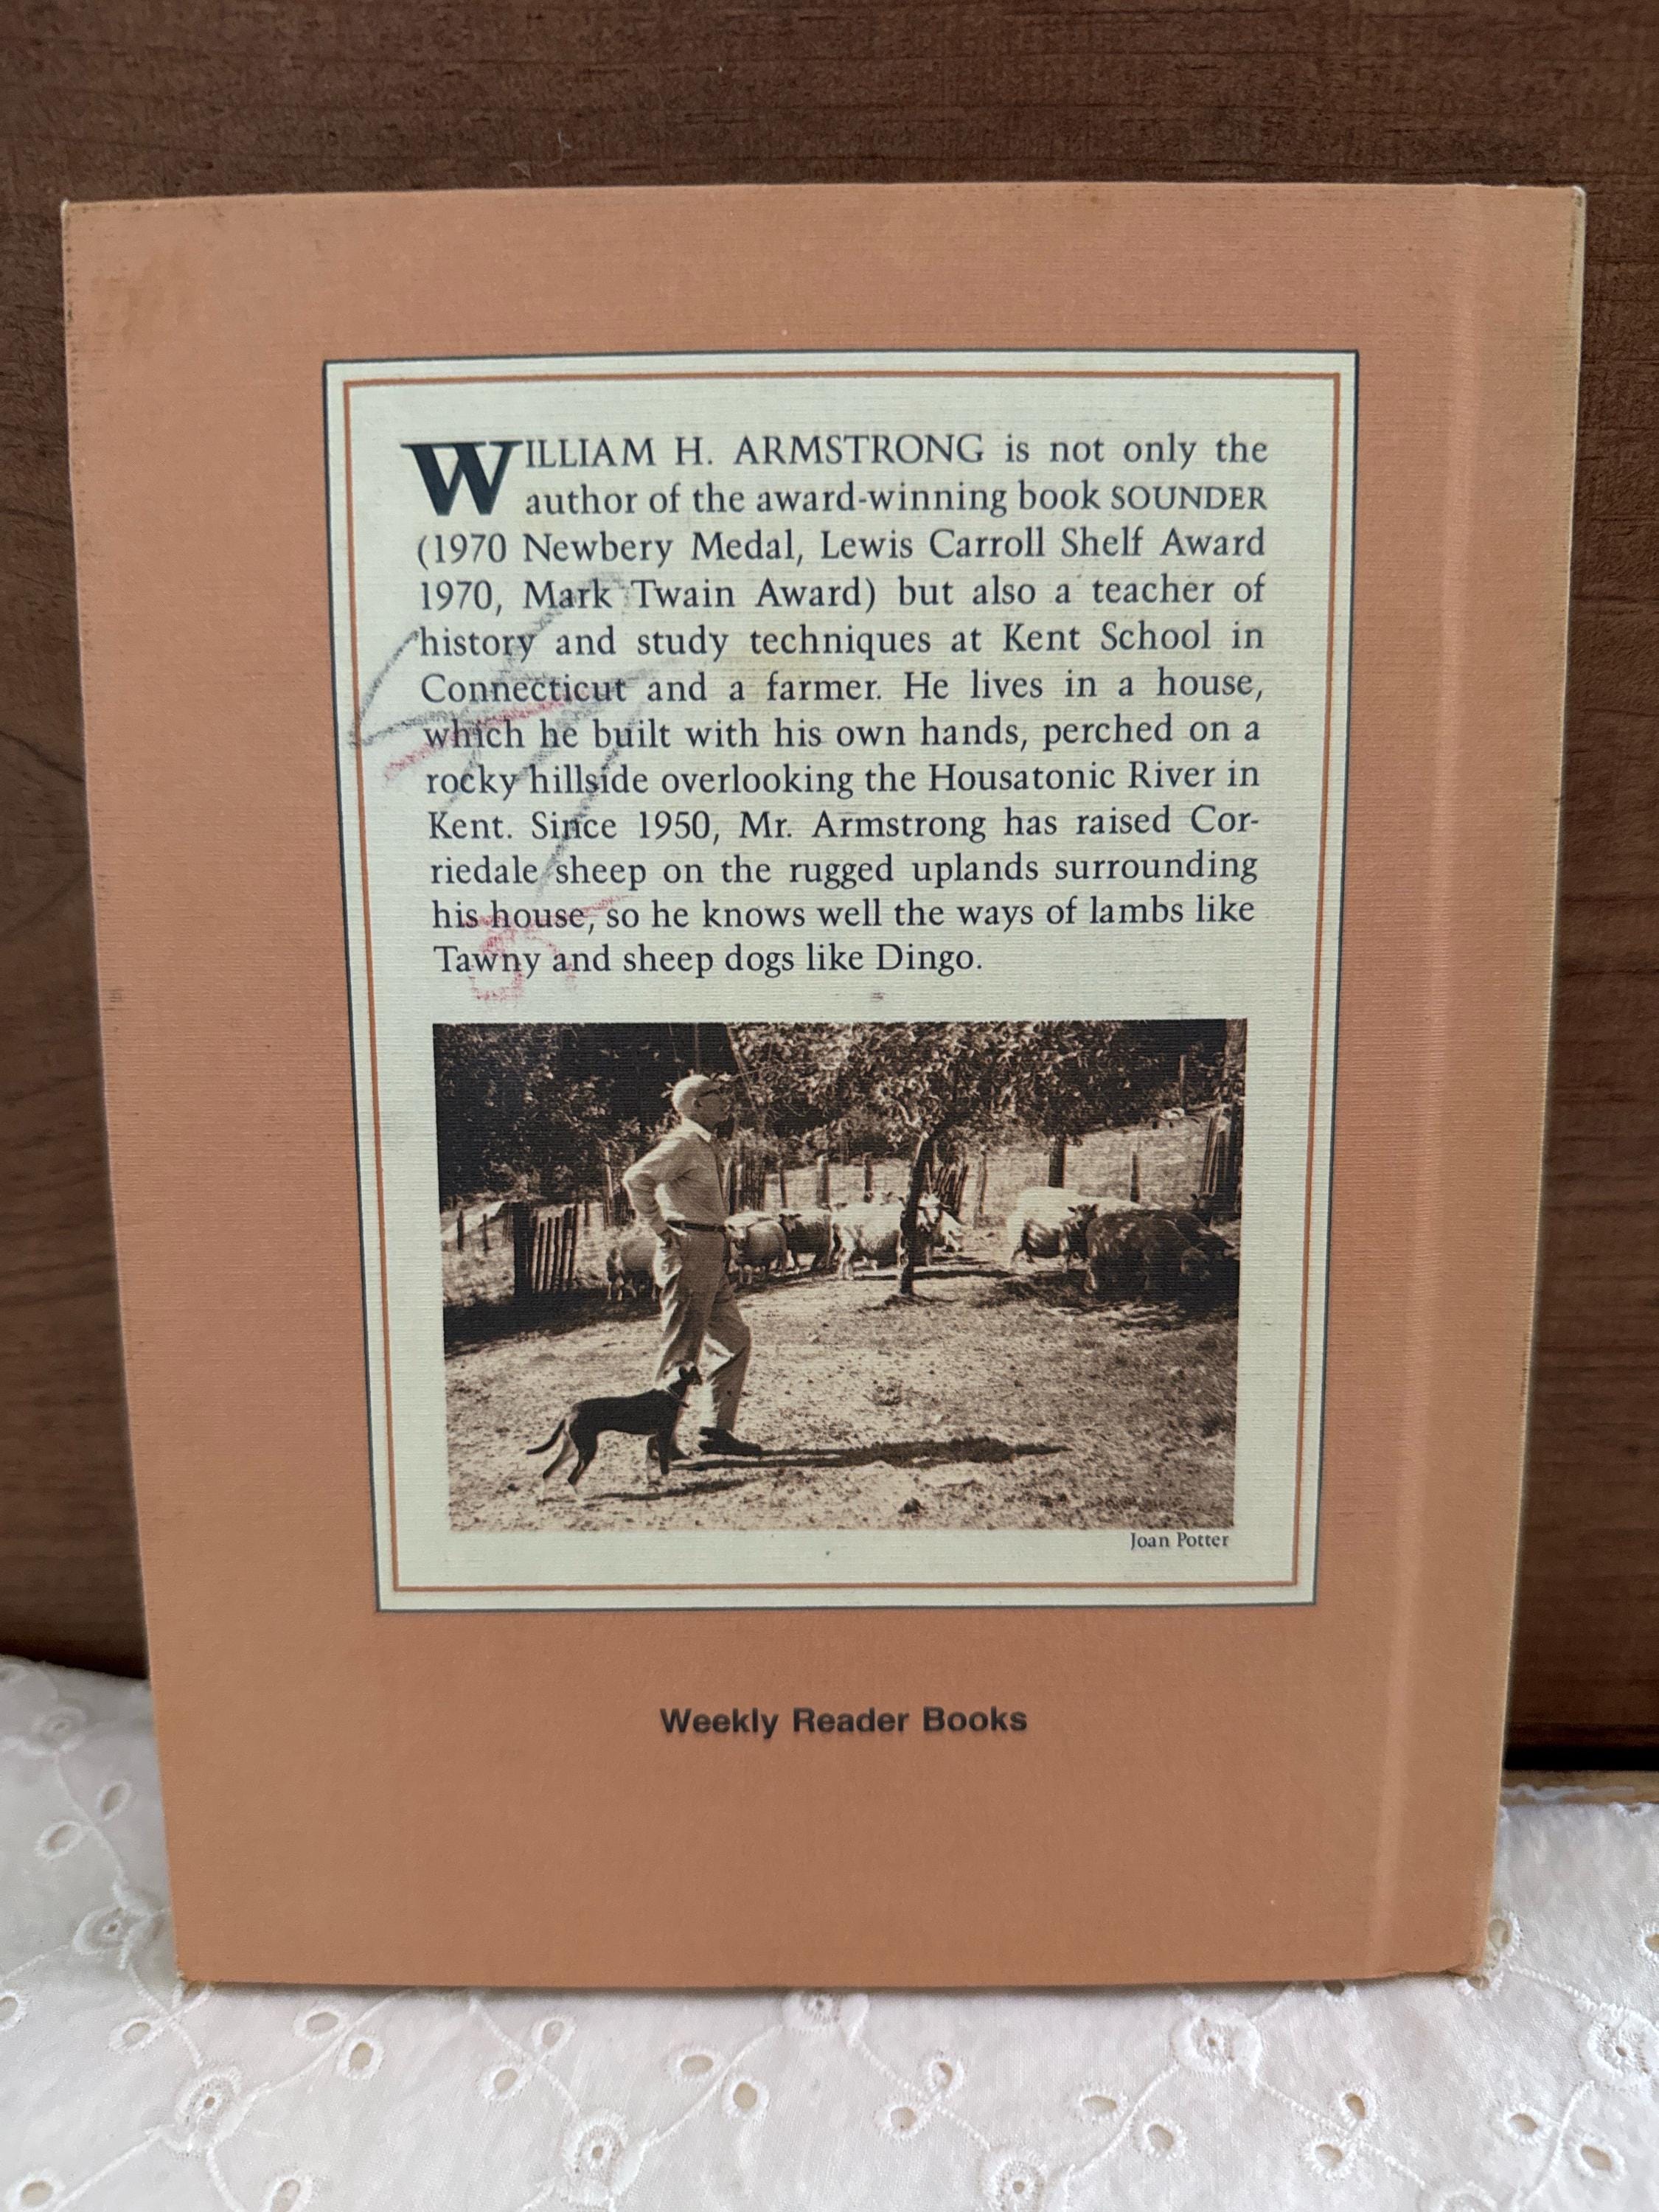 WILLIAM H. ARMSTRONG is not only the
author of the award-winning book SOUNDER
(1970 Newbery Medal, Lewis Carroll Shelf Award
1970, Mark Twain Award) but also a teacher of
history and study techniques at Kent School in
Connecticut and a farmer. He lives in a house,
which he built with his own hands, perched on a
rocky hillside overlooking the Housatonic River in
Kent. Since 1950, Mr. Armstrong has raised Cor-
riedale sheep on the rugged uplands surrounding
his house, so he knows well the ways of lambs like
Tawny and sheep dogs like Dingo.
Joan Potter
Weekly Reader Books